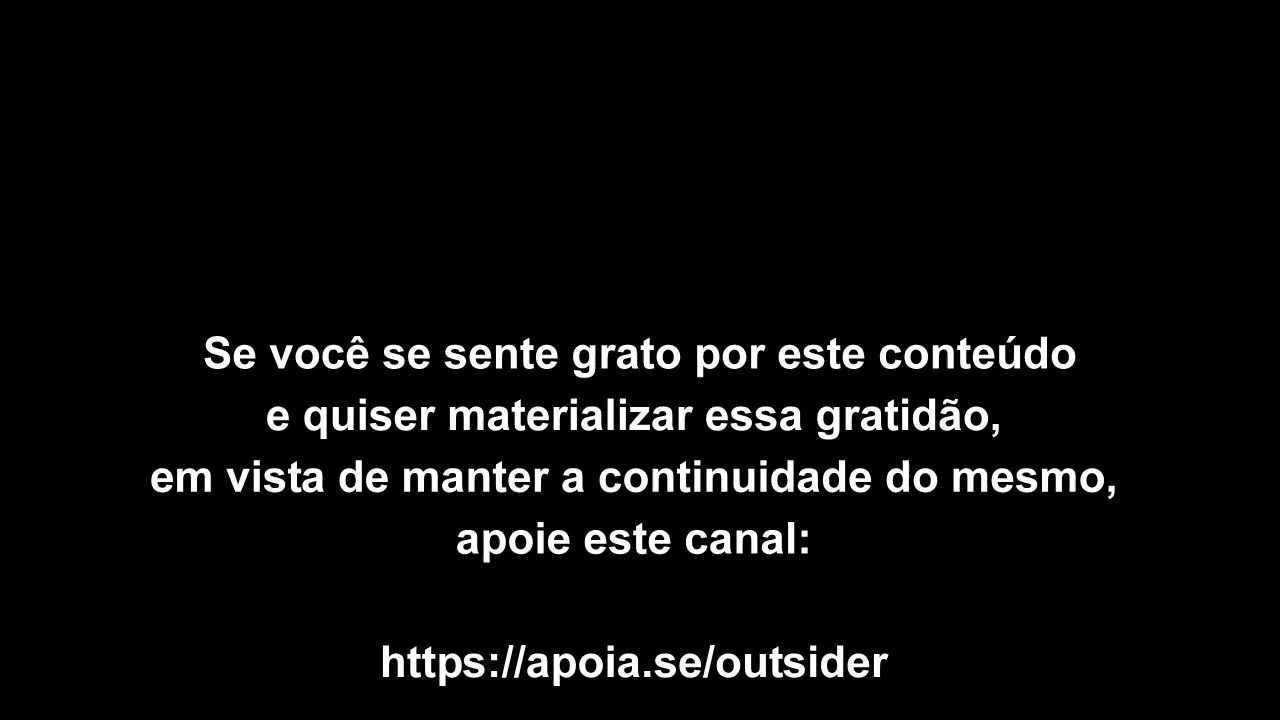 Se você se sente grato por este conteúdo
e quiser materializar essa gratidão,
em vista de manter a continuidade do mesmo,
apoie este canal:
https://apoia.se/outsider